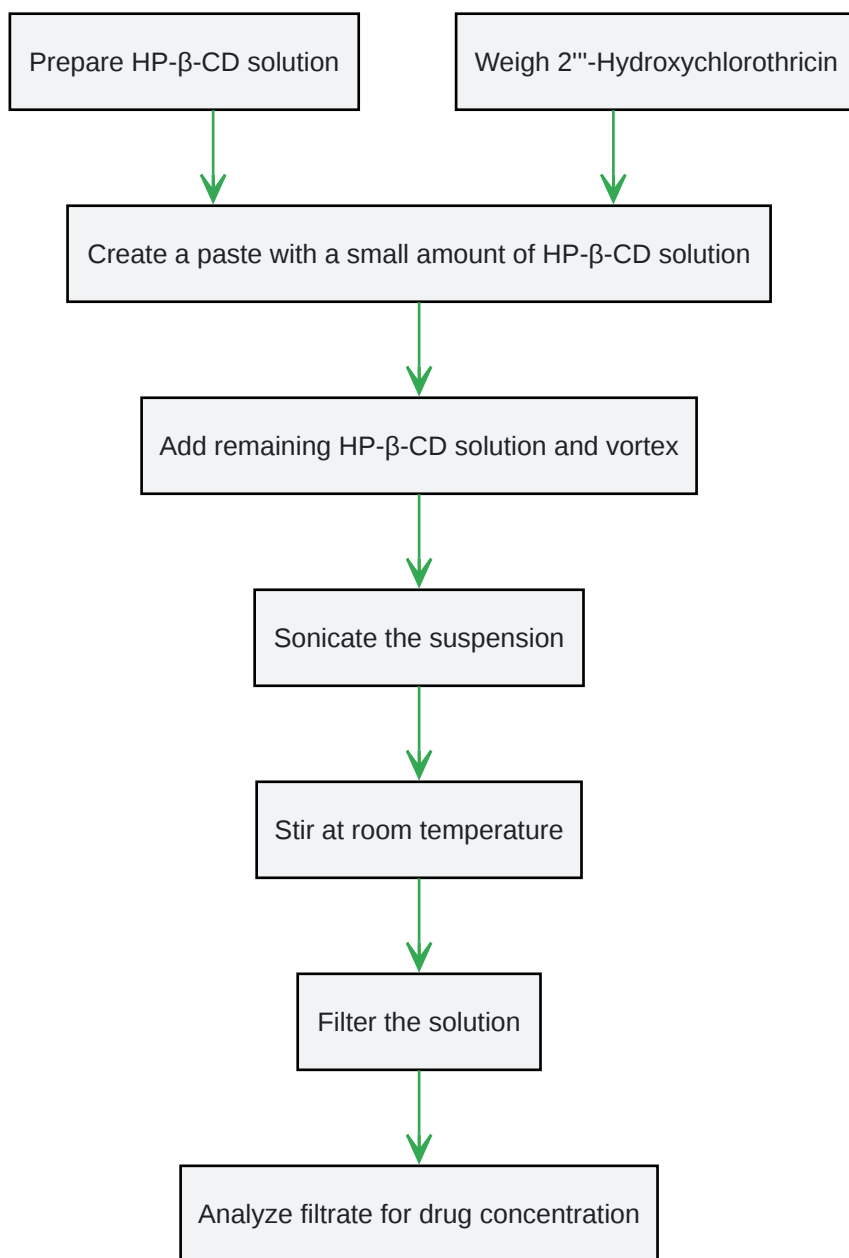 Prepare HP-β-CD solution
Weigh 2'''-Hydroxychlorothricin
Create a paste with a small amount of HP-β-CD solution
Add remaining HP-β-CD solution and vortex
Sonicate the suspension
Stir at room temperature
Filter the solution
Analyze filtrate for drug concentration